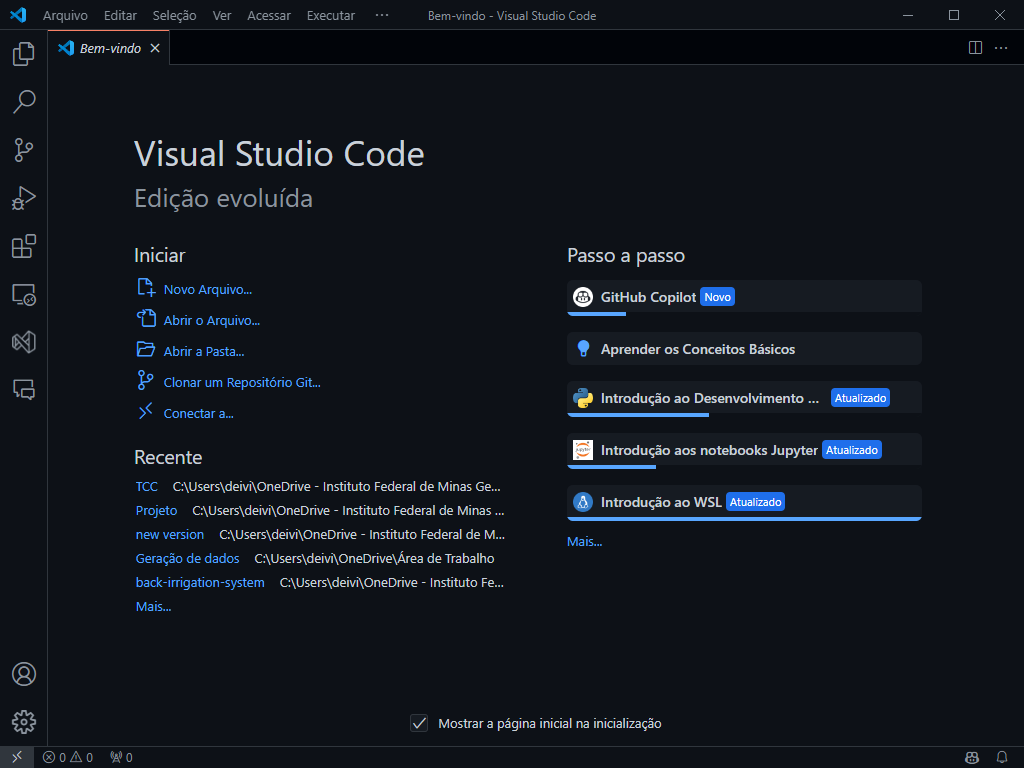 Arquivo Editar Seleção Ver Acessar Executar ··· Bem-vindo - Visual Studio Code
Bem-vindo
Visual Studio Code
Edição evoluída
Iniciar
Novo Arquivo...
Abrir o Arquivo...
Abrir a Pasta...
Clonar um Repositório Git...
Conectar a...
Recente
TCC C:\Users\deivi\OneDrive - Instituto Federal de Minas Ge...
Projeto C:\Users\deivi\OneDrive - Instituto Federal de Minas ...
new version C:\Users\deivi\OneDrive - Instituto Federal de M...
Geração de dados C:\Users\deivi\OneDrive\Área de Trabalho
back-irrigation-system C:\Users\deivi\OneDrive - Instituto Fe...
Mais...
Passo a passo
GitHub Copilot Novo
Aprender os Conceitos Básicos
Introdução ao Desenvolvimento ... Atualizado
Introdução aos notebooks Jupyter Atualizado
Introdução ao WSL Atualizado
Mais...
Mostrar a página inicial na inicialização
0 0 0